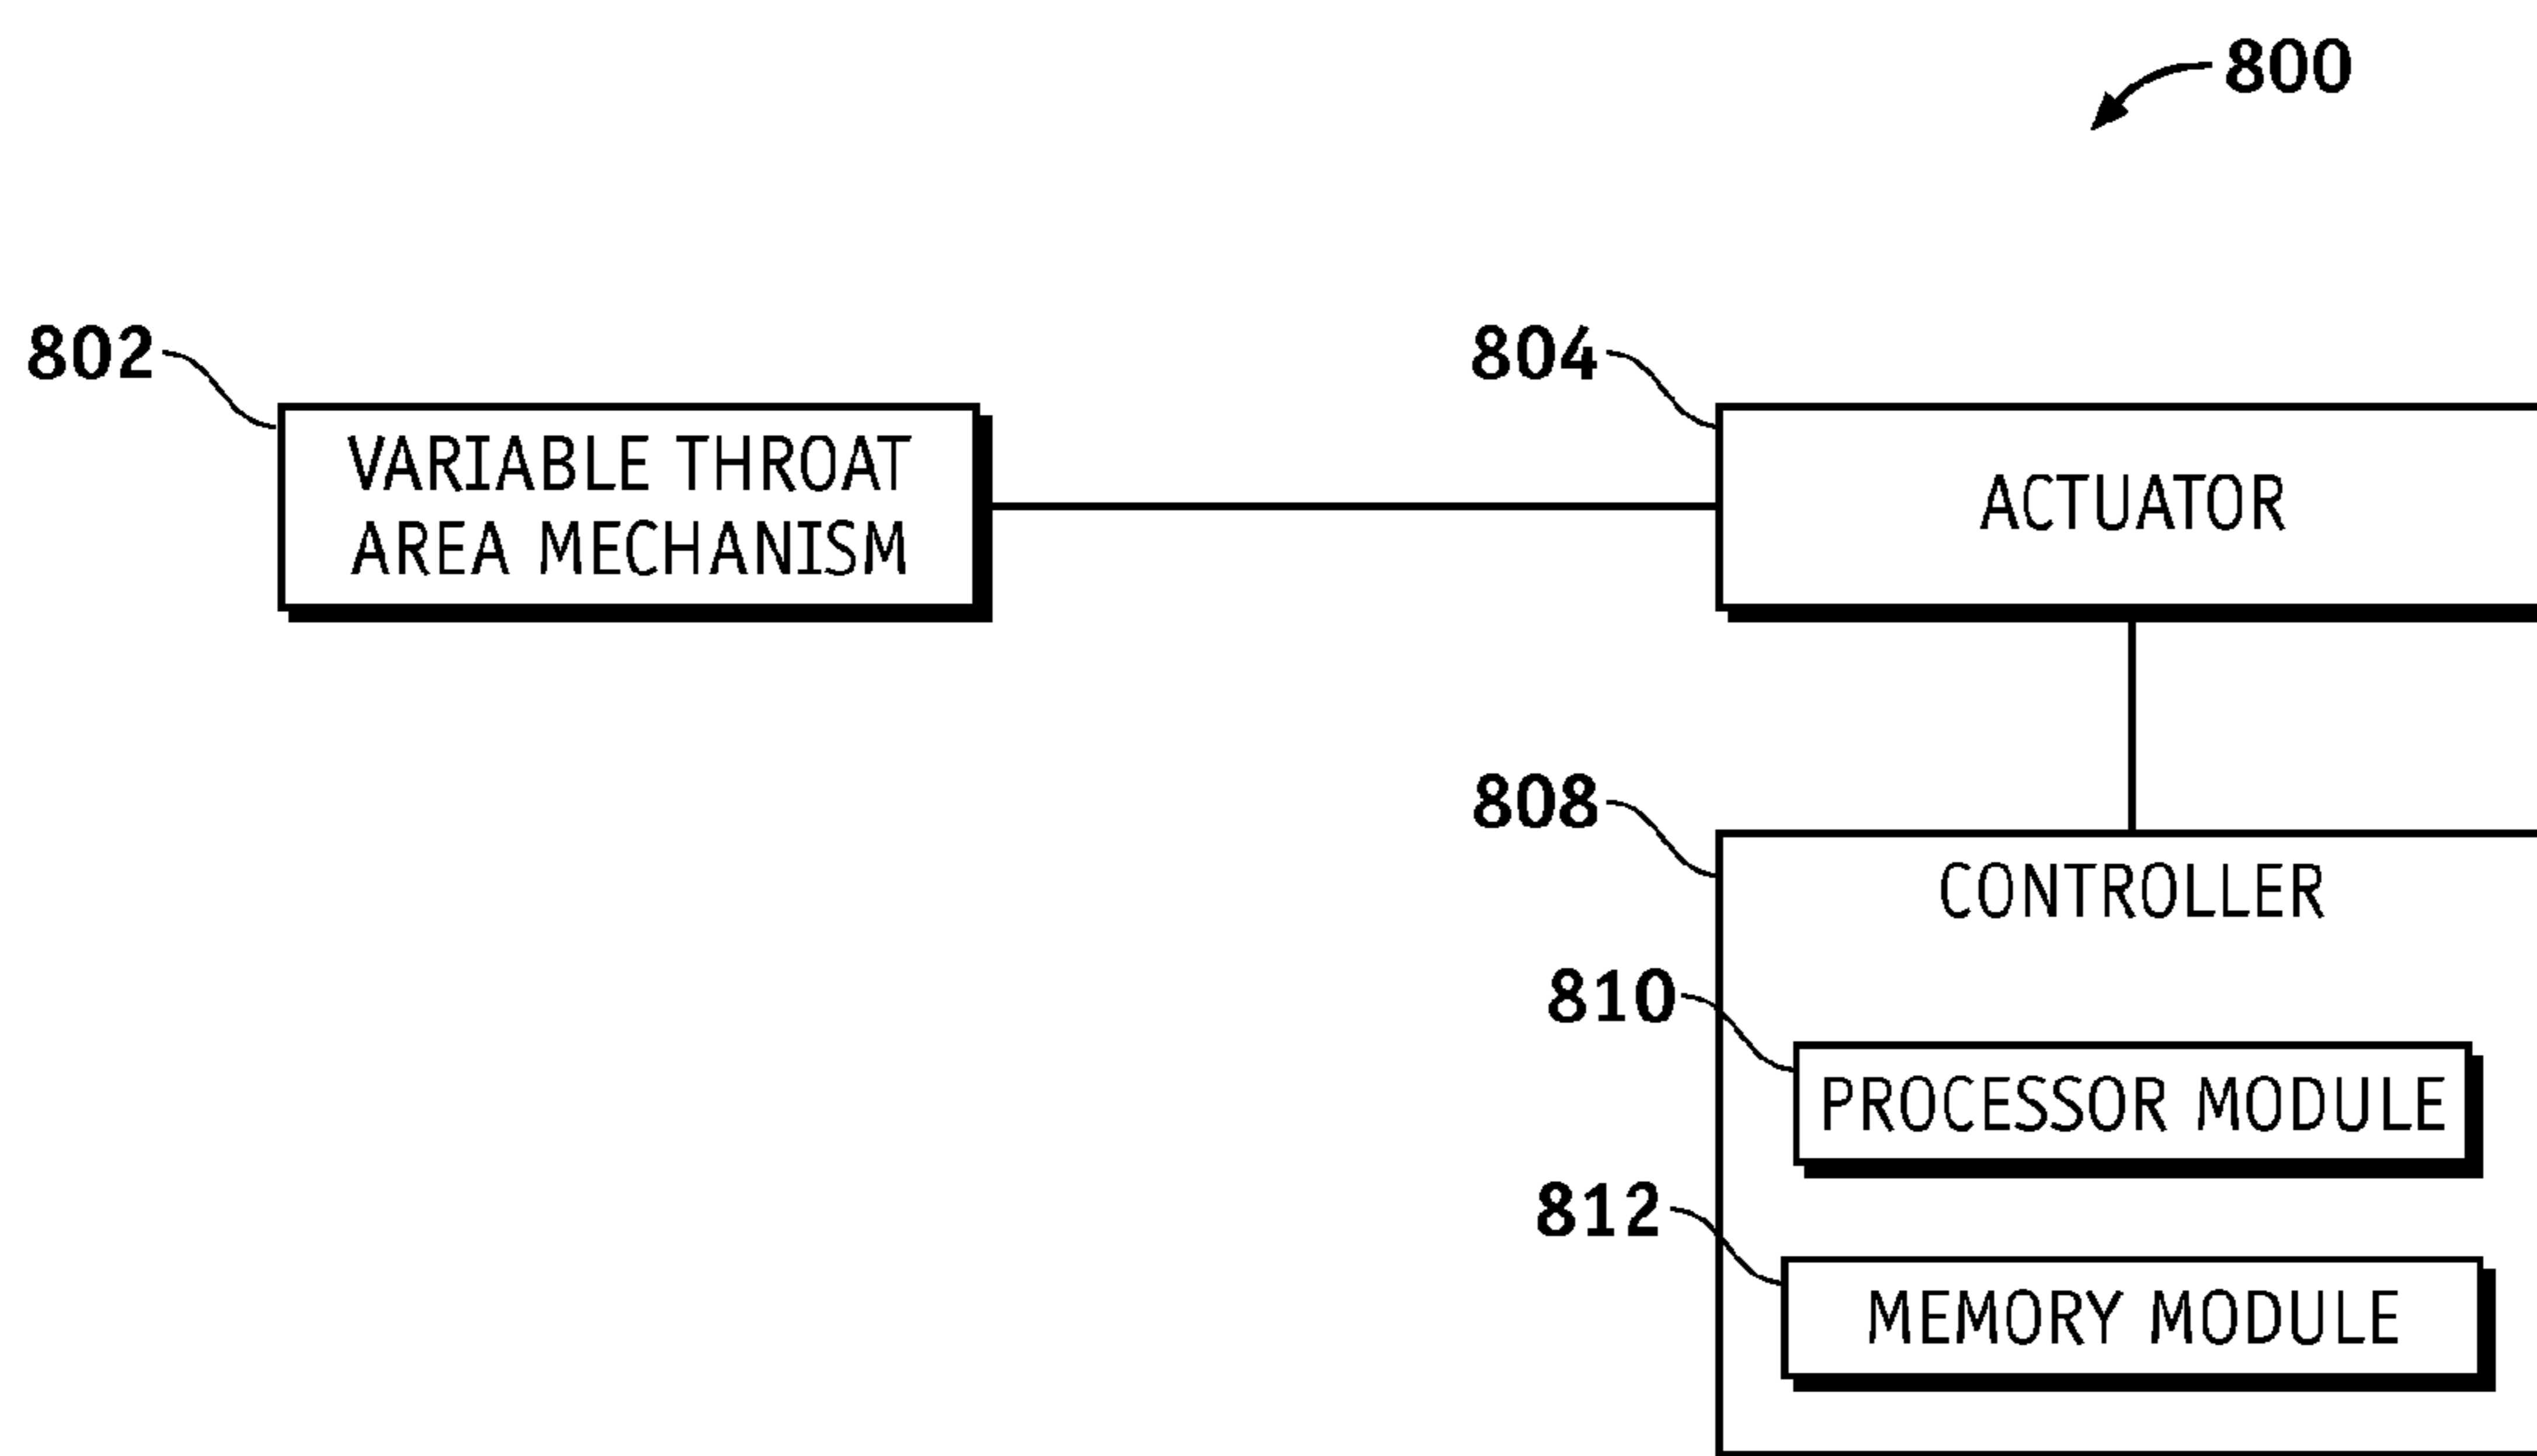 800
802
VARIABLE THROAT
AREA MECHANISM
804
ACTUATOR
808
CONTROLLER
810
PROCESSOR MODULE
812
MEMORY MODULE